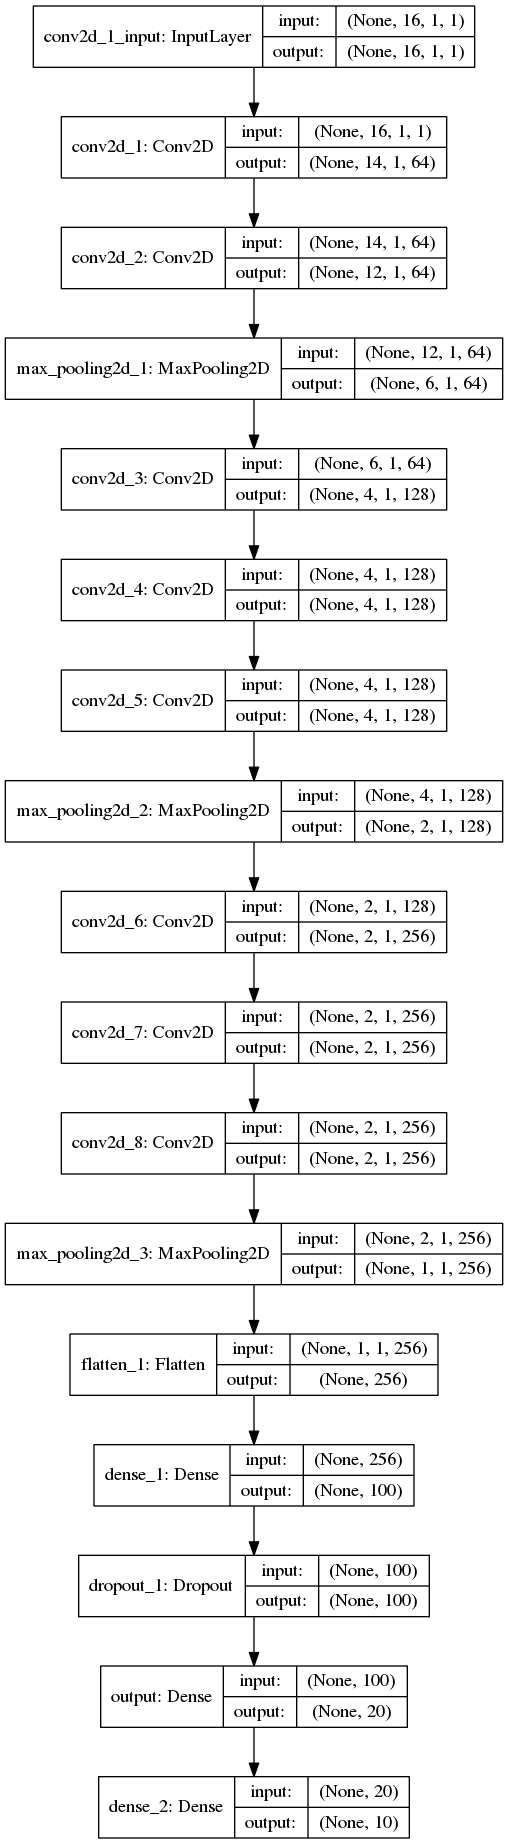 conv2d_1_input: InputLayer
input: (None, 16, 1, 1)
output: (None, 16, 1, 1)
conv2d_1: Conv2D
input: (None, 16, 1, 1)
output: (None, 14, 1, 64)
conv2d_2: Conv2D
input: (None, 14, 1, 64)
output: (None, 12, 1, 64)
max_pooling2d_1: MaxPooling2D
input: (None, 12, 1, 64)
output: (None, 6, 1, 64)
conv2d_3: Conv2D
input: (None, 6, 1, 64)
output: (None, 4, 1, 128)
conv2d_4: Conv2D
input: (None, 4, 1, 128)
output: (None, 4, 1, 128)
conv2d_5: Conv2D
input: (None, 4, 1, 128)
output: (None, 4, 1, 128)
max_pooling2d_2: MaxPooling2D
input: (None, 4, 1, 128)
output: (None, 2, 1, 128)
conv2d_6: Conv2D
input: (None, 2, 1, 128)
output: (None, 2, 1, 256)
conv2d_7: Conv2D
input: (None, 2, 1, 256)
output: (None, 2, 1, 256)
conv2d_8: Conv2D
input: (None, 2, 1, 256)
output: (None, 2, 1, 256)
max_pooling2d_3: MaxPooling2D
input: (None, 2, 1, 256)
output: (None, 1, 1, 256)
flatten_1: Flatten
input: (None, 1, 1, 256)
output: (None, 256)
dense_1: Dense
input: (None, 256)
output: (None, 100)
dropout_1: Dropout
input: (None, 100)
output: (None, 100)
output: Dense
input: (None, 100)
output: (None, 20)
dense_2: Dense
input: (None, 20)
output: (None, 10)